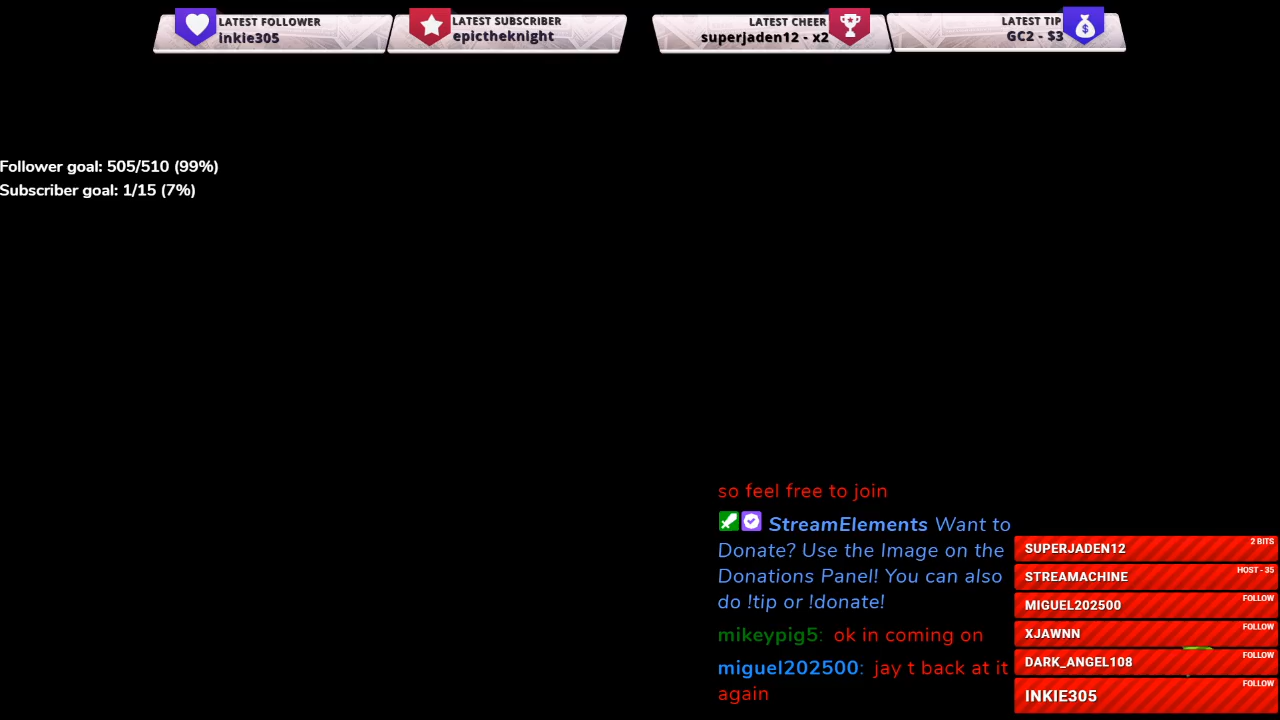 LATEST FOLLOWER
inkie305
LATEST SUBSCRIBER
epictheknight
LATEST CHEER
superjaden12 - x2
LATEST TIP
GC2 - $3
Follower goal: 505/510 (99%)
Subscriber goal: 1/15 (7%)
so feel free to join
StreamElements Want to
Donate? Use the Image on the
Donations Panel! You can also
do !tip or !donate!
mikeypig5: ok in coming on
miguel202500: jay t back at it
again
SUPERJADEN12 2 BITS
STREAMACHINE HOST - 35
MIGUEL202500 FOLLOW
XJAWNN FOLLOW
DARK_ANGEL108 FOLLOW
INKIE305 FOLLOW